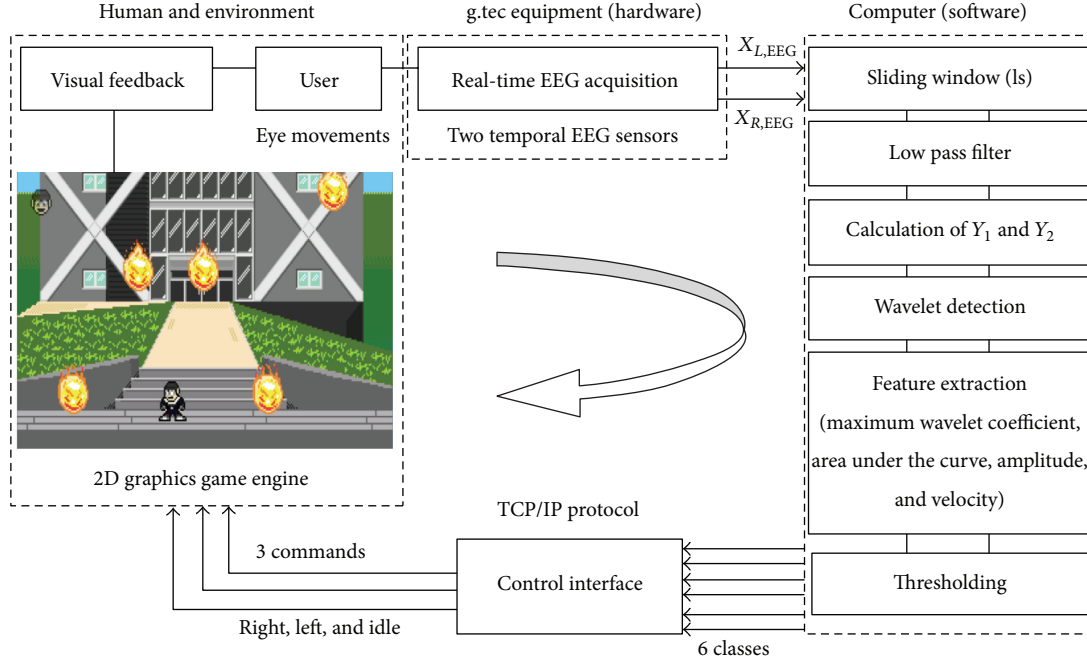 Human and environment
g.tec equipment (hardware)
Computer (software)
Visual feedback
User
Eye movements
Real-time EEG acquisition
Two temporal EEG sensors
X_{L,EEG}
X_{R,EEG}
Sliding window (ls)
Low pass filter
Calculation of Y_1 and Y_2
Wavelet detection
Feature extraction
(maximum wavelet coefficient,
area under the curve, amplitude,
and velocity)
Thresholding
2D graphics game engine
TCP/IP protocol
Control interface
3 commands
Right, left, and idle
6 classes